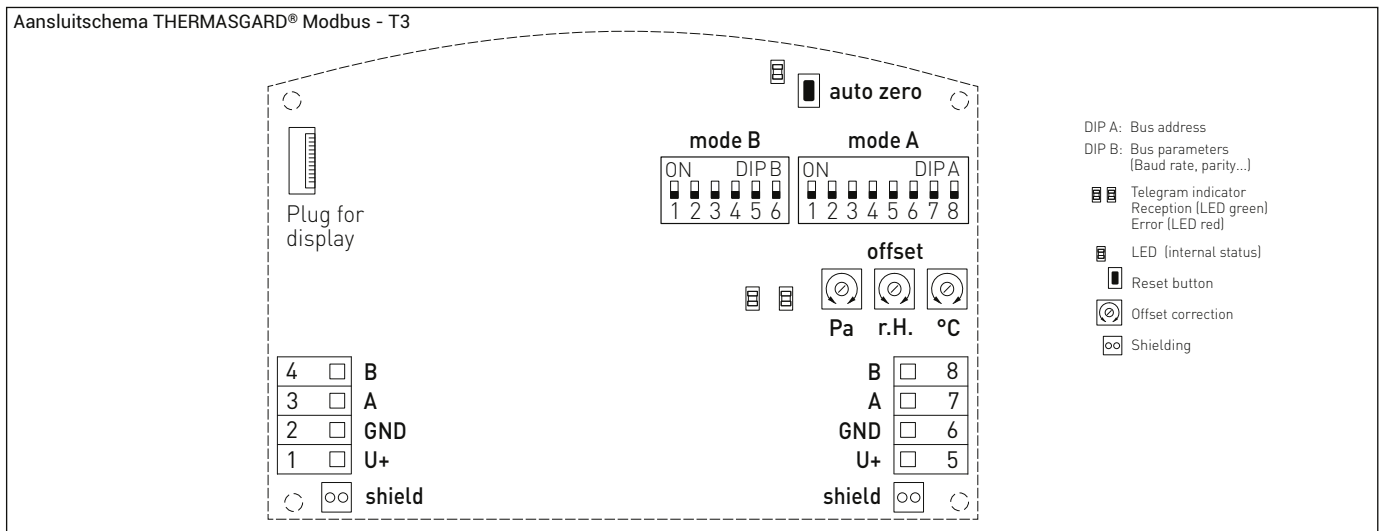 Aansluitschema THERMASGARD® Modbus - T3
auto zero
mode B
mode A
ON DIP B
1 2 3 4 5 6
ON DIP A
1 2 3 4 5 6 7 8
Plug for
display
offset
Pa r.H. °C
4 B
3 A
2 GND
1 U+
shield
B 8
A 7
GND 6
U+ 5
shield
DIP A: Bus address
DIP B: Bus parameters
(Baud rate, parity...)
Telegram indicator
Reception (LED green)
Error (LED red)
LED (internal status)
Reset button
Offset correction
Shielding